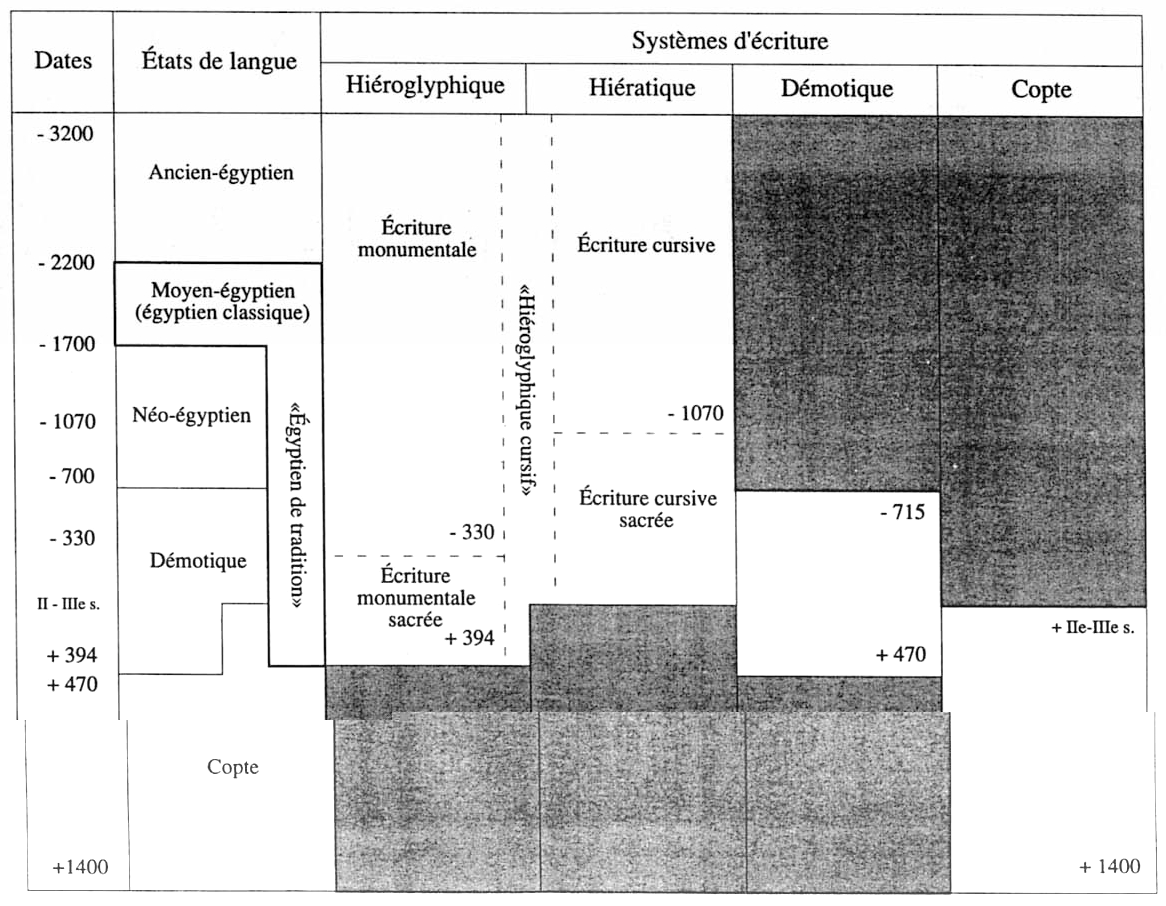 Dates
États de langue
Systèmes d'écriture
Hiéroglyphique
Hiératique
Démotique
Copte
- 3200
- 2200
- 1700
- 1070
- 700
- 330
II - IIIe s.
+ 394
+ 470
+1400
Ancien-égyptien
Moyen-égyptien
(égyptien classique)
Néo-égyptien
«Égyptien de tradition»
Démotique
Copte
Écriture
monumentale
- 330
Écriture
monumentale
sacrée
+ 394
«Hiéroglyphique cursif»
Écriture cursive
- 1070
Écriture cursive
sacrée
- 715
+ 470
+ IIe-IIIe s.
+ 1400